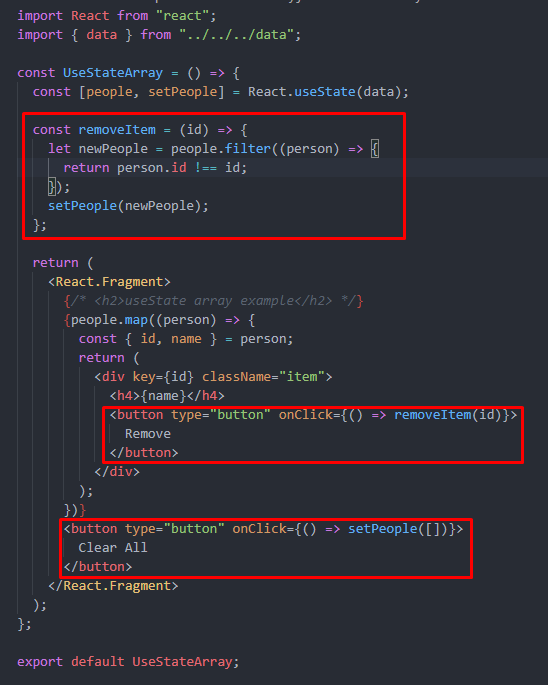 import React from "react";
import { data } from "../../../data";
const UseStateArray = () => {
const [people, setPeople] = React.useState(data);
const removeItem = (id) => {
let newPeople = people.filter((person) => {
return person.id !== id;
});
setPeople(newPeople);
};
return (
<React.Fragment>
{/* <h2>useState array example</h2> */}
{people.map((person) => {
const { id, name } = person;
return (
<div key={id} className="item">
<h4>{name}</h4>
<button type="button" onClick={() => removeItem(id)}>
Remove
</button>
</div>
);
})}
<button type="button" onClick={() => setPeople([])}>
Clear All
</button>
</React.Fragment>
);
};
export default UseStateArray;